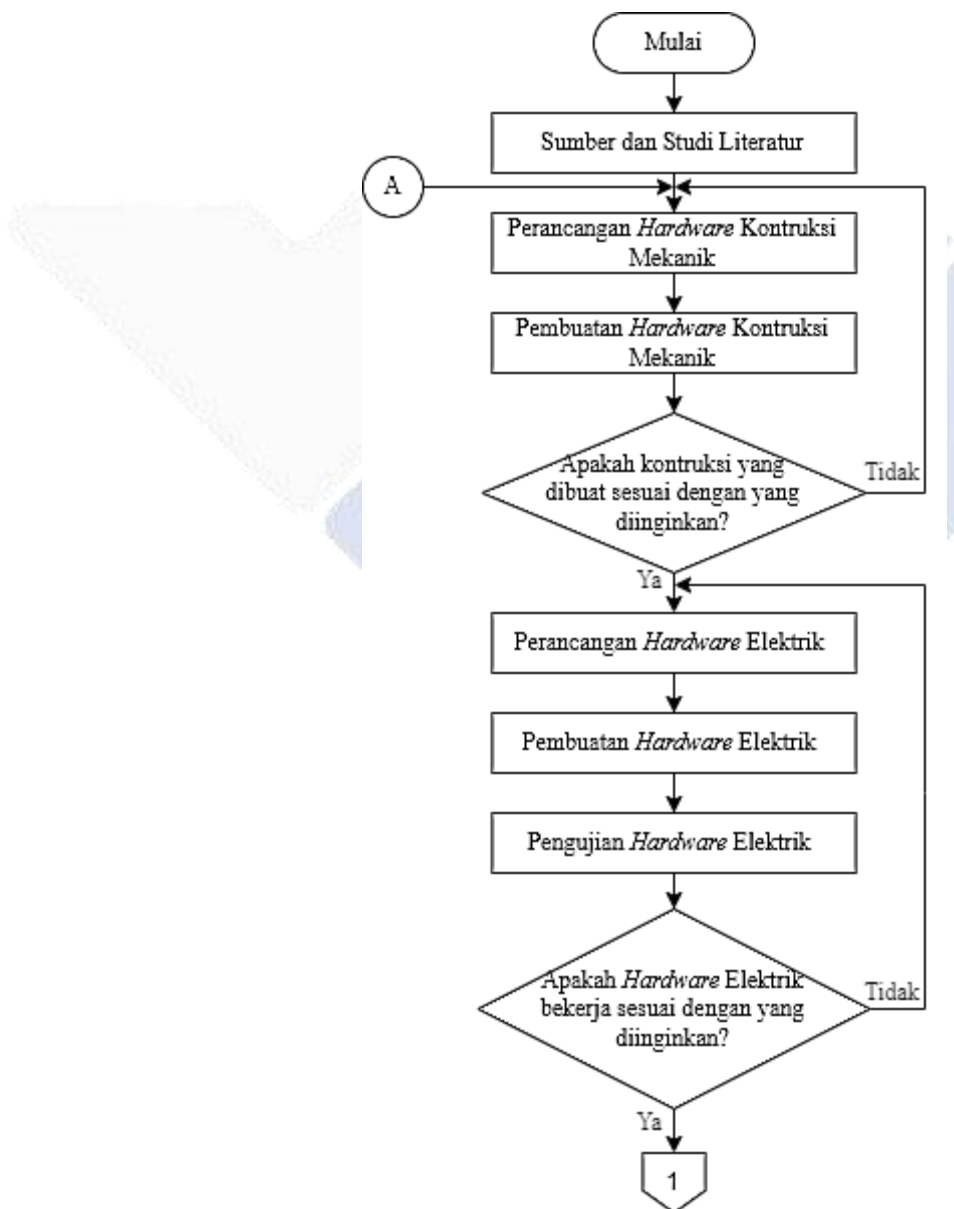 Mulai
Sumber dan Studi Literatur
A
Perancangan Hardware Kontruksi
Mekanik
Pembuatan Hardware Kontruksi
Mekanik
Apakah kontruksi yang
dibuat sesuai dengan yang
diinginkan?
Tidak
Ya
Perancangan Hardware Elektrik
Pembuatan Hardware Elektrik
Pengujian Hardware Elektrik
Apakah Hardware Elektrik
bekerja sesuai dengan yang
diinginkan?
Tidak
Ya
1